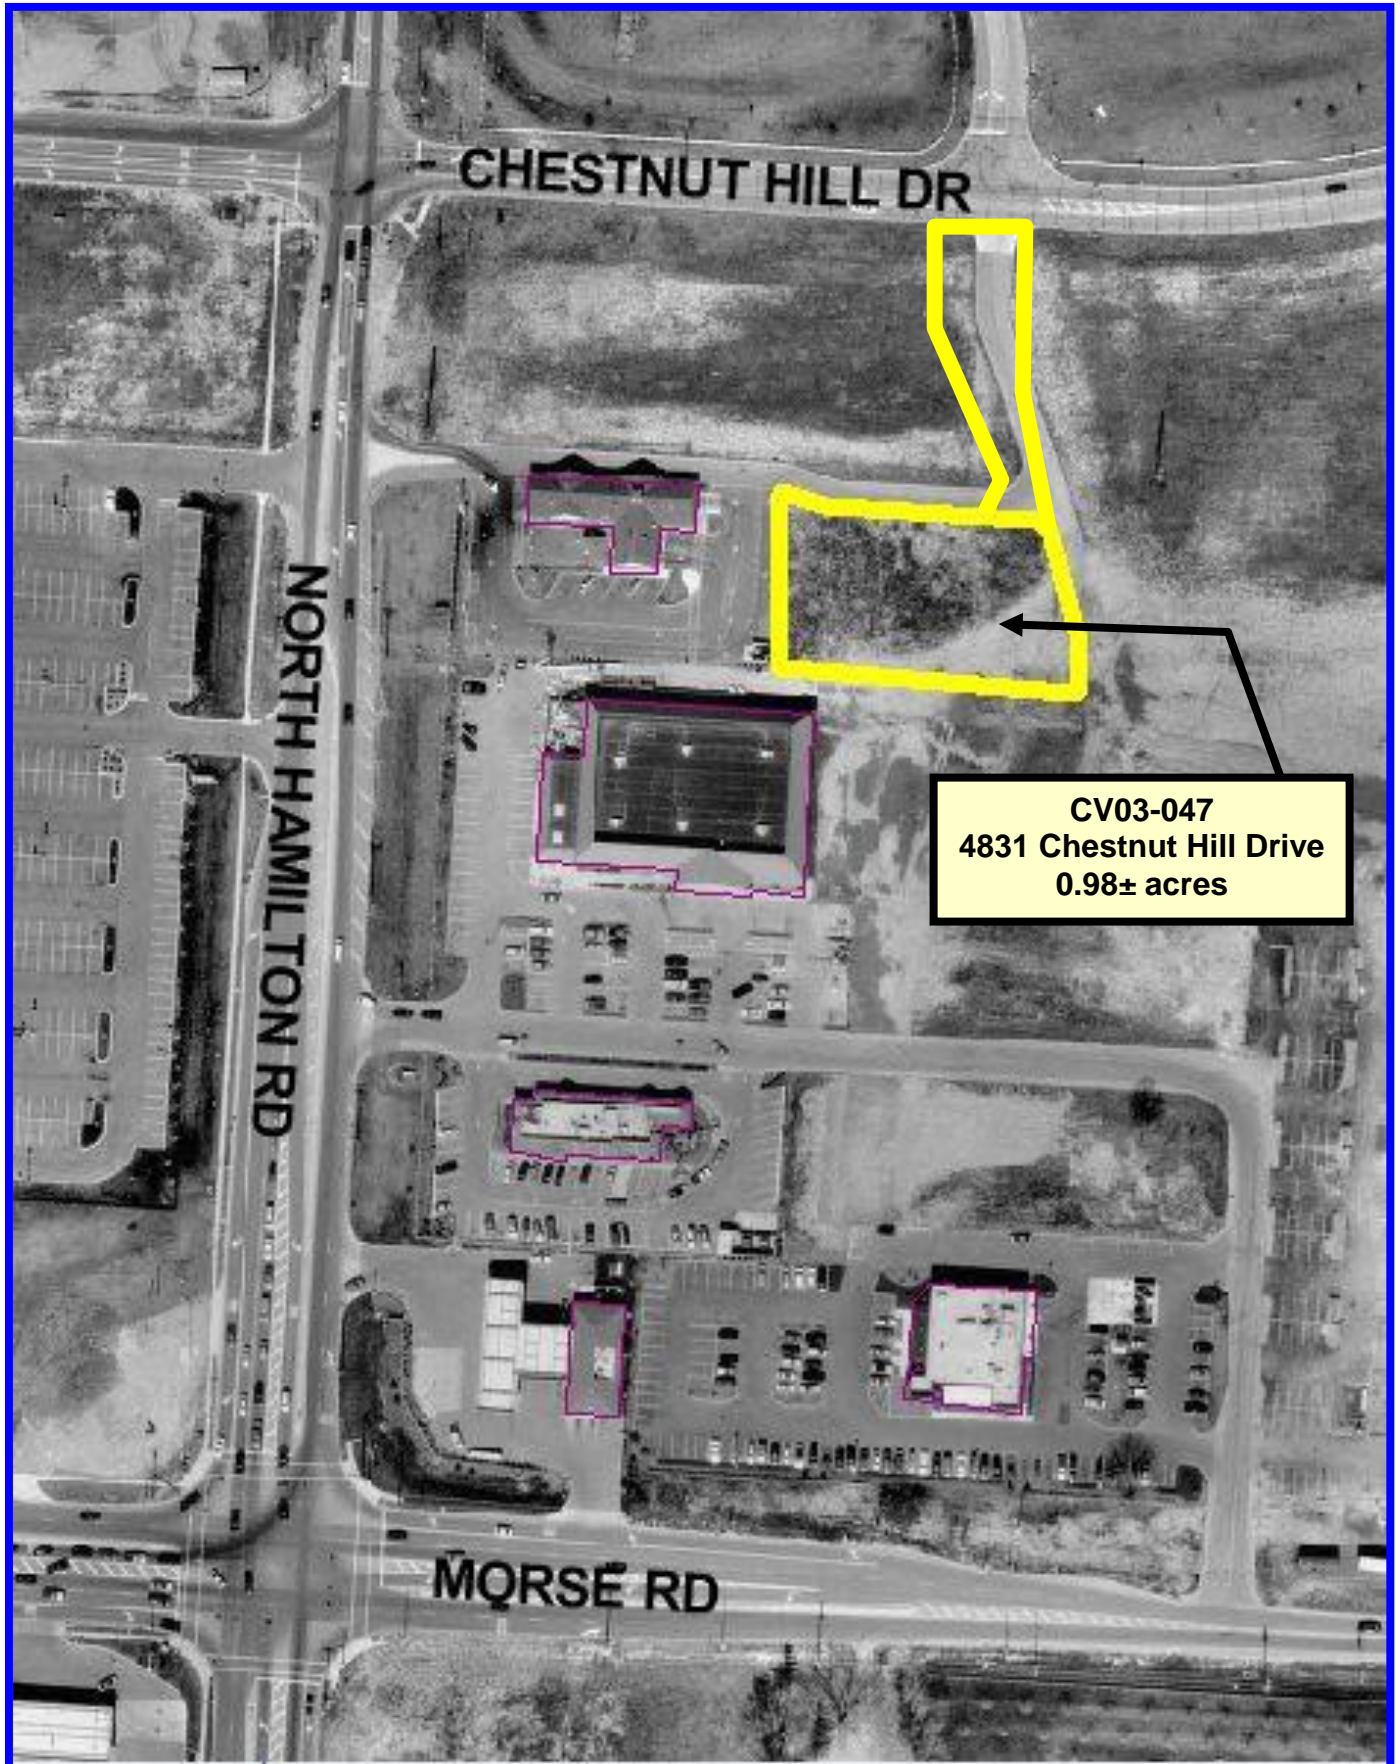 CHESTNUT HILL DR
NORTH HAMILTON RD
CV03-047
4831 Chestnut Hill Drive
0.98± acres
MORSE RD